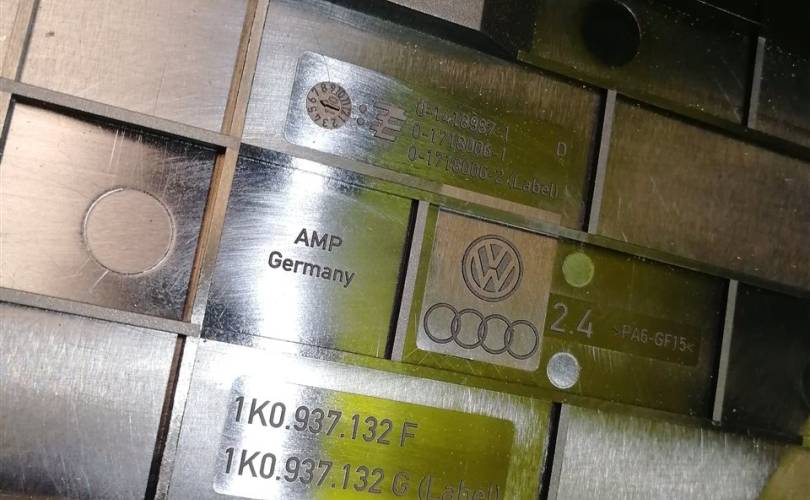 0-1718006-1
0-1718006-2 (Label)
D
AMP
Germany
2.4
>PA6-GF15<
1K0.937.132 F
1K0.937.132 G (Label)